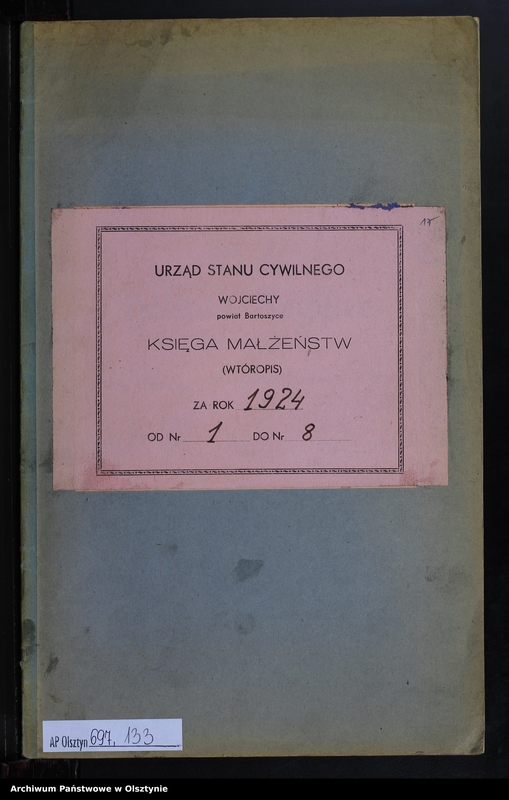 17
URZĄD STANU CYWILNEGO
WOJCIECHY
powiat Bartoszyce
KSIĘGA MAŁŻEŃSTW
(WTÓROPIS)
ZA ROK 1924
OD Nr 1 DO Nr 8
AP Olsztyn 697, 133
Archiwum Państwowe w Olsztynie